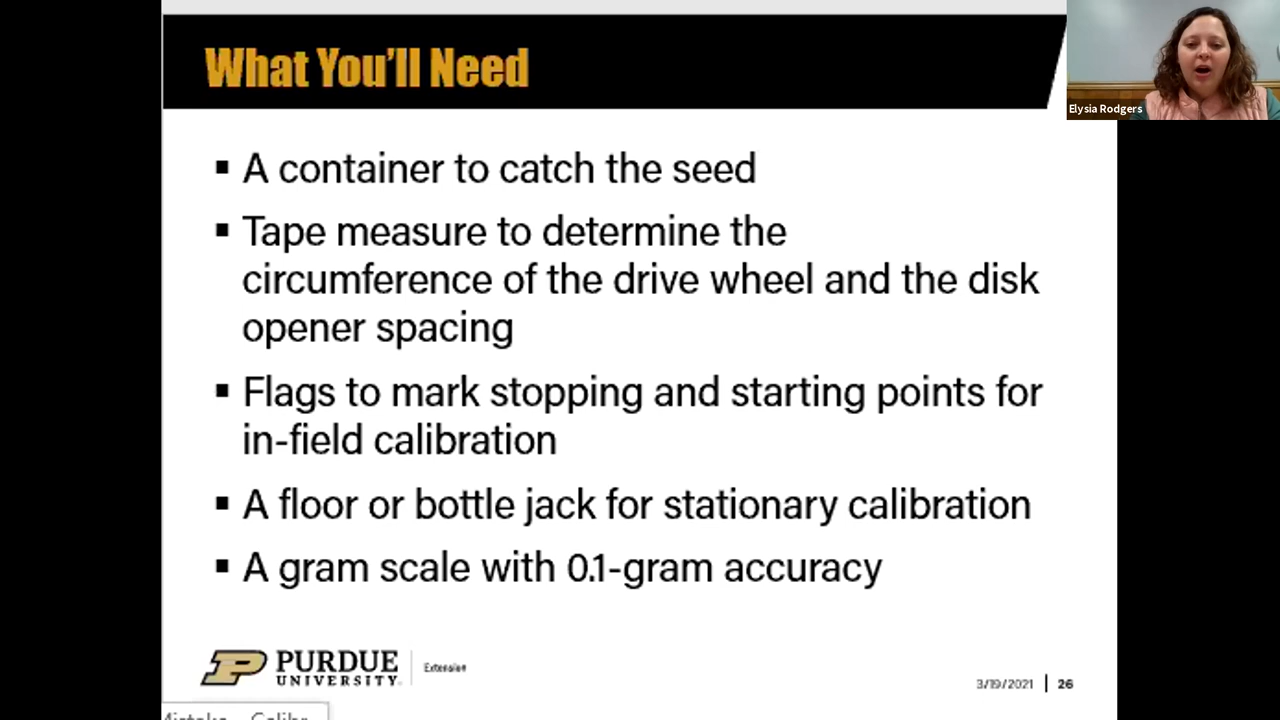 What You'll Need
Elysia Rodgers
▪ A container to catch the seed
▪ Tape measure to determine the
circumference of the drive wheel and the disk
opener spacing
▪ Flags to mark stopping and starting points for
in-field calibration
▪ A floor or bottle jack for stationary calibration
▪ A gram scale with 0.1-gram accuracy
PURDUE
UNIVERSITY.
Extension
3/19/2021 | 26